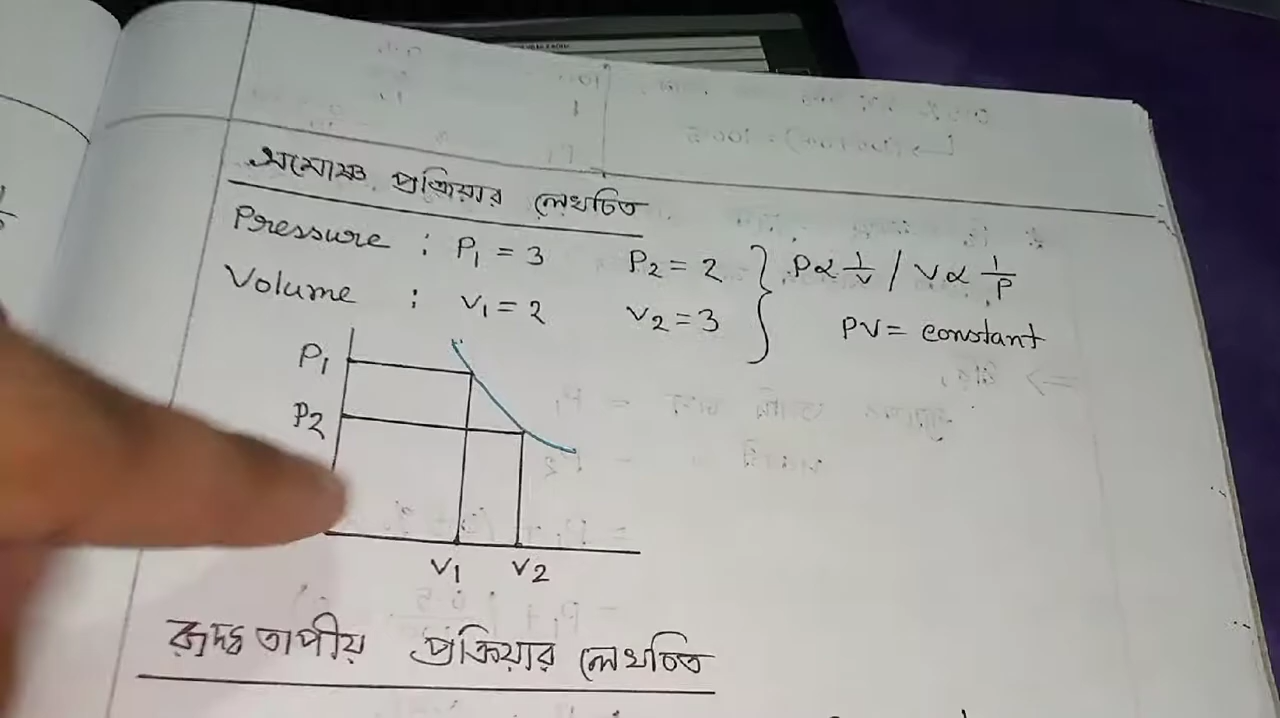 সমোষ্ণ প্রক্রিয়ার লেখচিত
Pressure : P₁ = 3 P₂ = 2 } P∝ 1/V / V∝ 1/P
Volume : V₁ = 2 V₂ = 3 PV = constant
P₁
P₂
V₁ V₂
রূদ্ধ তাপীয় প্রক্রিয়ার লেখচিত